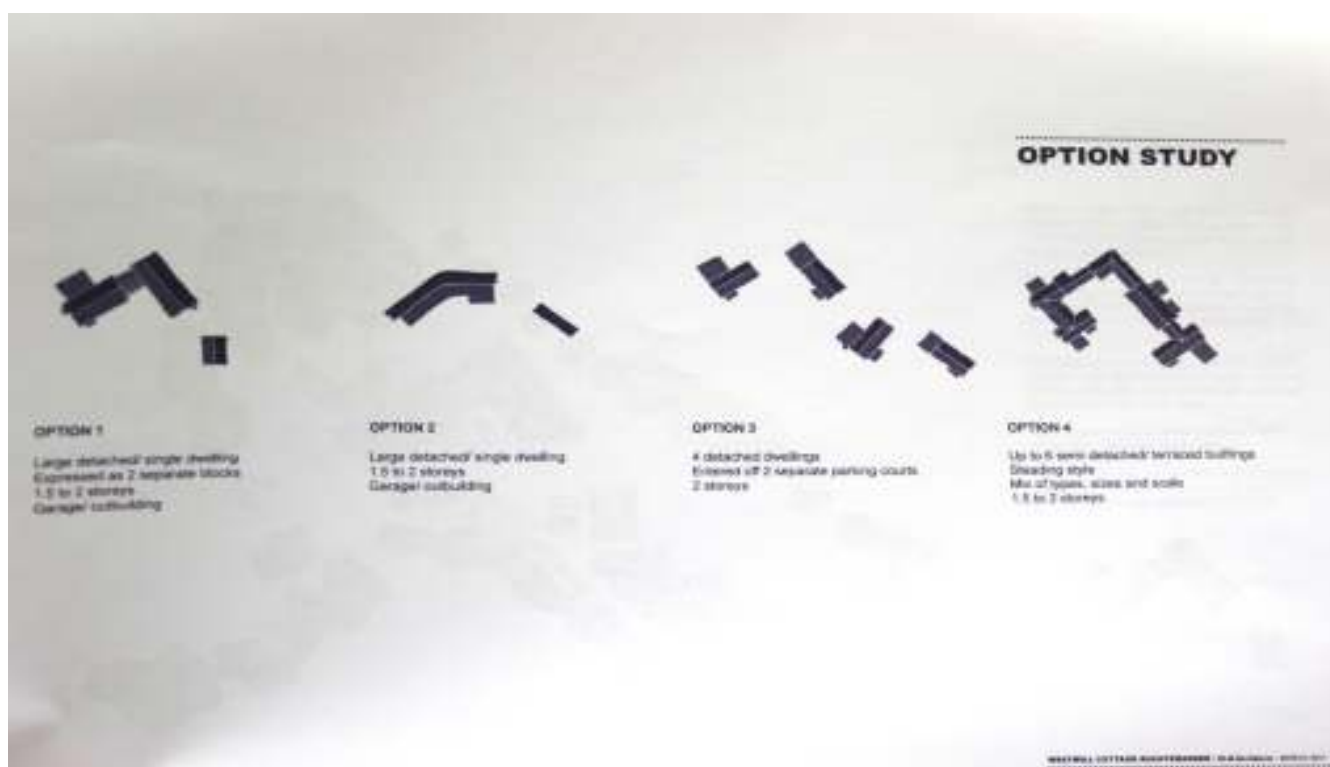 OPTION STUDY
OPTION 1
Large detached/ single dwelling
Expressed as 2 separate blocks
1.5 to 2 storeys
Garage/ outbuilding
OPTION 2
Large detached/ single dwelling
1.5 to 2 storeys
Garage/ outbuilding
OPTION 3
4 detached dwellings
Entered off 2 separate parking courts
2 storeys
OPTION 4
Up to 6 semi detached/ terraced buildings
Steading style
Mix of types, sizes and scale
1.5 to 2 storeys
COTTAGE AUCHTERARDER